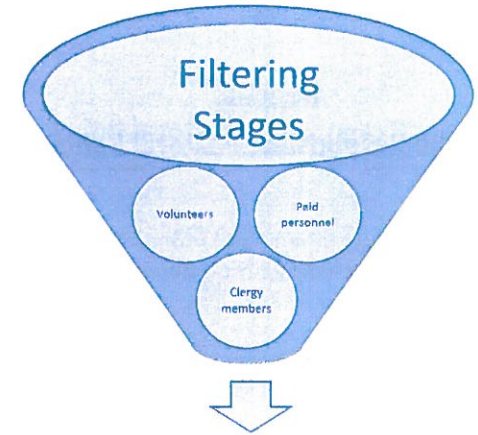 Filtering
Stages
Volunteers
Paid
personnel
Clergy
members